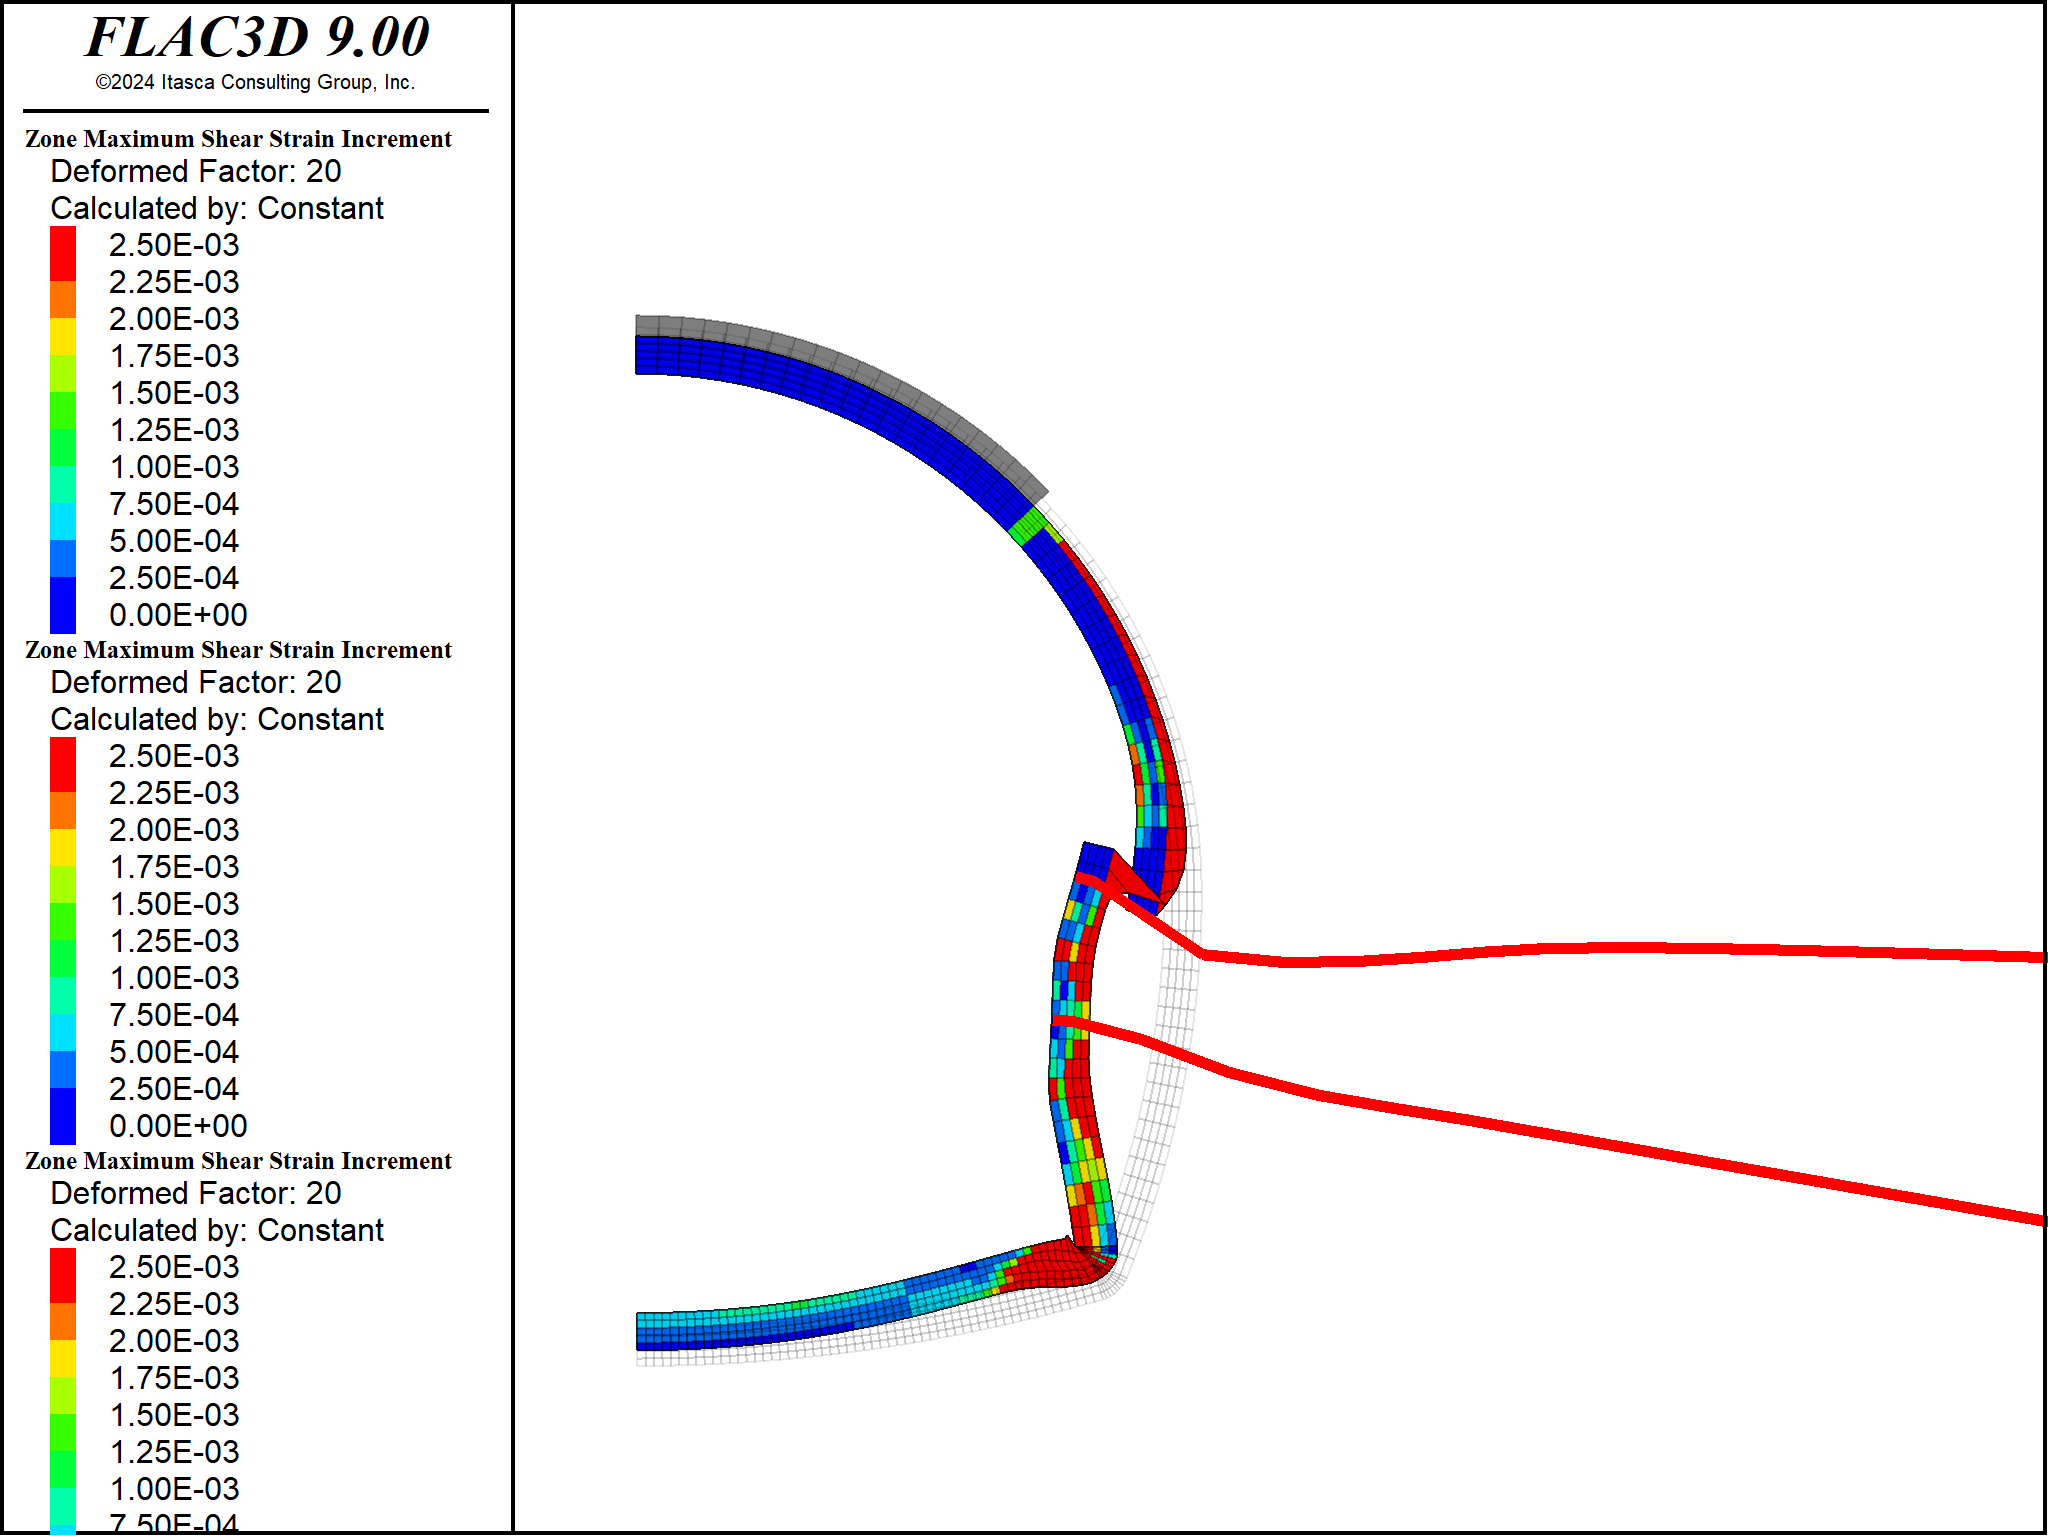 FLAC3D 9.00
©2024 Itasca Consulting Group, Inc.
Zone Maximum Shear Strain Increment
Deformed Factor: 20
Calculated by: Constant
2.50E-03
2.25E-03
2.00E-03
1.75E-03
1.50E-03
1.25E-03
1.00E-03
7.50E-04
5.00E-04
2.50E-04
0.00E+00
Zone Maximum Shear Strain Increment
Deformed Factor: 20
Calculated by: Constant
2.50E-03
2.25E-03
2.00E-03
1.75E-03
1.50E-03
1.25E-03
1.00E-03
7.50E-04
5.00E-04
2.50E-04
0.00E+00
Zone Maximum Shear Strain Increment
Deformed Factor: 20
Calculated by: Constant
2.50E-03
2.25E-03
2.00E-03
1.75E-03
1.50E-03
1.25E-03
1.00E-03
7.50E-04